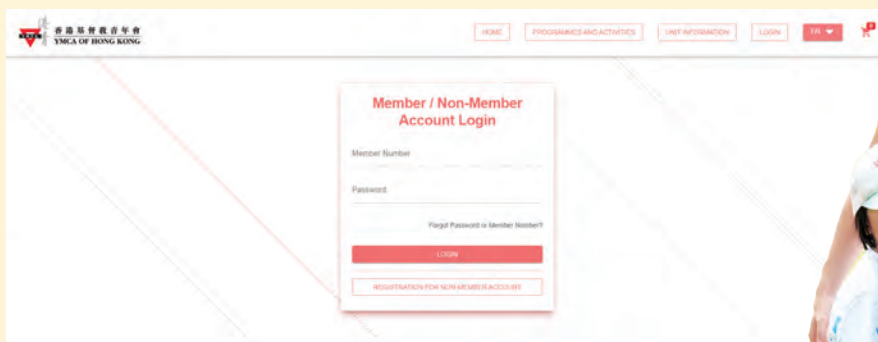 香港基督教青年會
YMCA OF HONG KONG
HOME
PROGRAMMES AND ACTIVITIES
UNIT INFORMATION
LOGIN
EN
0
Member / Non-Member
Account Login
Member Number
Password
Forgot Password or Member Number?
LOGIN
REGISTRATION FOR NON-MEMBER ACCOUNT